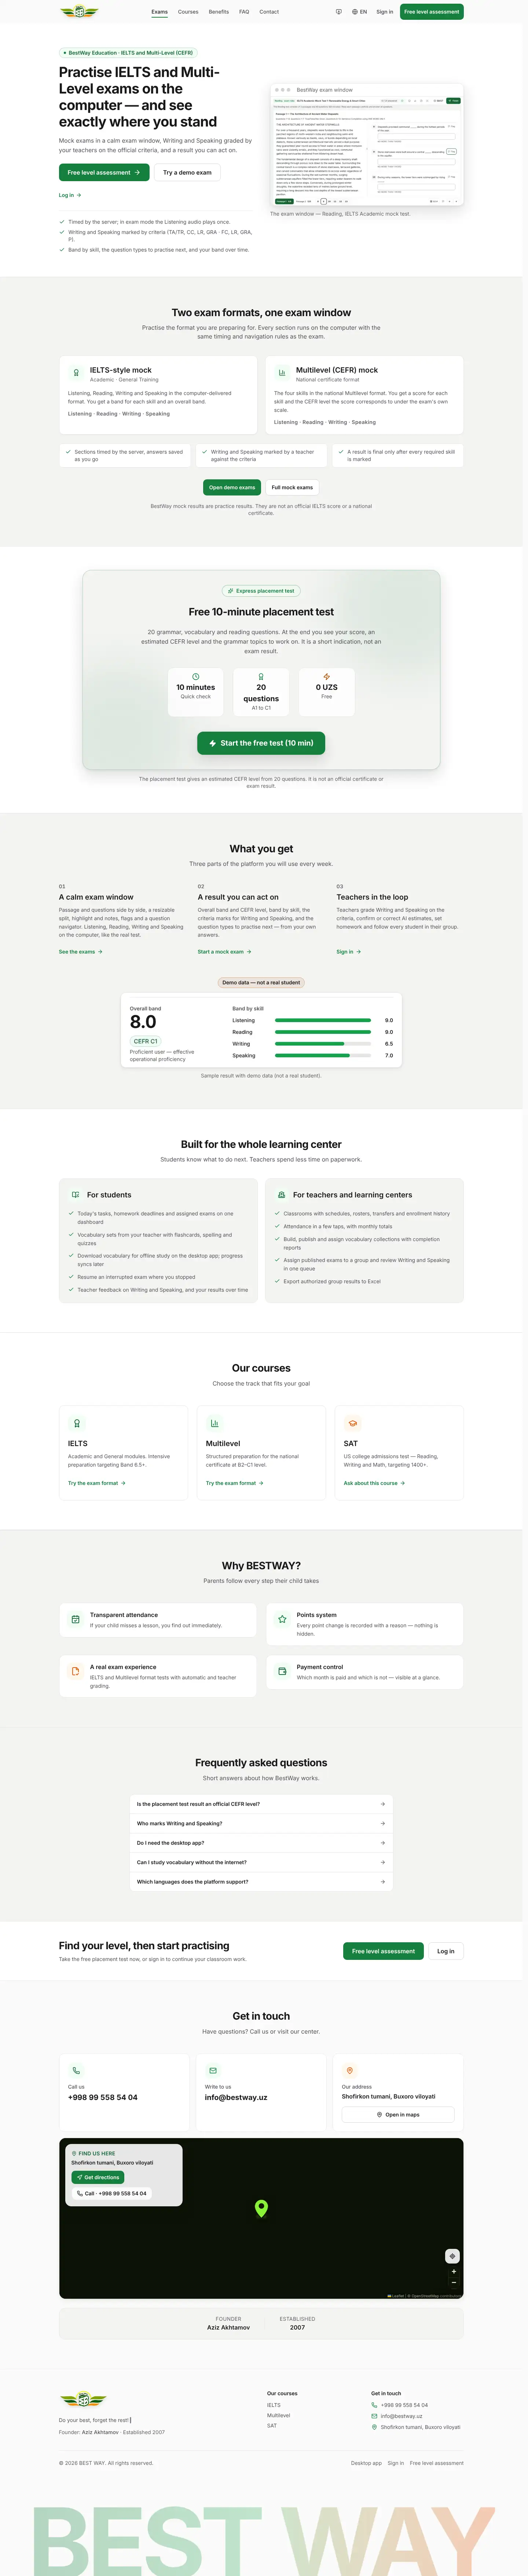 Exams
Courses
Benefits
FAQ
Contact
EN
Sign in
Free level assessment
BestWay Education · IELTS and Multi-Level (CEFR)
Practise IELTS and Multi-
Level exams on the
computer — and see
exactly where you stand
Mock exams in a calm exam window, Writing and Speaking graded by
your teachers on the official criteria, and a result you can act on.
Free level assessment
Try a demo exam
Log in
Timed by the server; in exam mode the Listening audio plays once.
Writing and Speaking marked by criteria (TA/TR, CC, LR, GRA · FC, LR, GRA,
P).
Band by skill, the question types to practise next, and your band over time.
BestWay exam window
The exam window — Reading, IELTS Academic mock test.
Two exam formats, one exam window
Practise the format you are preparing for. Every section runs on the computer with the
same timing and navigation rules as the exam.
IELTS-style mock
Academic · General Training
Listening, Reading, Writing and Speaking in the computer-delivered
format. You get a band for each skill and an overall band.
Listening · Reading · Writing · Speaking
Multilevel (CEFR) mock
National certificate format
The four skills in the national Multilevel format. You get a score for each
skill and the CEFR level the score corresponds to under the exam's own
scale.
Listening · Reading · Writing · Speaking
Sections timed by the server, answers saved
as you go
Writing and Speaking marked by a teacher
against the criteria
A result is final only after every required skill
is marked
Open demo exams
Full mock exams
BestWay mock results are practice results. They are not an official IELTS score or a national
certificate.
Express placement test
Free 10-minute placement test
20 grammar, vocabulary and reading questions. At the end you see your score, an
estimated CEFR level and the grammar topics to work on. It is a short indication, not an
exam result.
10 minutes
Quick check
20
questions
A1 to C1
0 UZS
Free
Start the free test (10 min)
The placement test gives an estimated CEFR level from 20 questions. It is not an official certificate or
exam result.
What you get
Three parts of the platform you will use every week.
01
A calm exam window
Passage and questions side by side, a resizable
split, highlight and notes, flags and a question
navigator. Listening, Reading, Writing and Speaking
on the computer, like the real test.
See the exams
02
A result you can act on
Overall band and CEFR level, band by skill, the
criteria marks for Writing and Speaking, and the
question types to practise next — from your own
answers.
Start a mock exam
03
Teachers in the loop
Teachers grade Writing and Speaking on the
criteria, confirm or correct AI estimates, set
homework and follow every student in their group.
Sign in
Demo data — not a real student
Overall band
8.0
CEFR C1
Proficient user — effective
operational proficiency
Band by skill
Listening 9.0
Reading 9.0
Writing 6.5
Speaking 7.0
Sample result with demo data (not a real student).
Built for the whole learning center
Students know what to do next. Teachers spend less time on paperwork.
For students
Today's tasks, homework deadlines and assigned exams on one
dashboard
Vocabulary sets from your teacher with flashcards, spelling and
quizzes
Download vocabulary for offline study on the desktop app; progress
syncs later
Resume an interrupted exam where you stopped
Teacher feedback on Writing and Speaking, and your results over time
For teachers and learning centers
Classrooms with schedules, rosters, transfers and enrollment history
Attendance in a few taps, with monthly totals
Build, publish and assign vocabulary collections with completion
reports
Assign published exams to a group and review Writing and Speaking
in one queue
Export authorized group results to Excel
Our courses
Choose the track that fits your goal
IELTS
Academic and General modules. Intensive
preparation targeting Band 6.5+.
Try the exam format
Multilevel
Structured preparation for the national
certificate at B2–C1 level.
Try the exam format
SAT
US college admissions test — Reading,
Writing and Math, targeting 1400+.
Ask about this course
Why BESTWAY?
Parents follow every step their child takes
Transparent attendance
If your child misses a lesson, you find out immediately.
Points system
Every point change is recorded with a reason — nothing is
hidden.
A real exam experience
IELTS and Multilevel format tests with automatic and teacher
grading.
Payment control
Which month is paid and which is not — visible at a glance.
Frequently asked questions
Short answers about how BestWay works.
Is the placement test result an official CEFR level?
Who marks Writing and Speaking?
Do I need the desktop app?
Can I study vocabulary without the internet?
Which languages does the platform support?
Find your level, then start practising
Take the free placement test now, or sign in to continue your classroom work.
Free level assessment
Log in
Get in touch
Have questions? Call us or visit our center.
Call us
+998 99 558 54 04
Write to us
info@bestway.uz
Our address
Shofirkon tumani, Buxoro viloyati
Open in maps
FIND US HERE
Shofirkon tumani, Buxoro viloyati
Get directions
Call · +998 99 558 54 04
+
−
Leaflet | © OpenStreetMap contributors
FOUNDER
Aziz Akhtamov
ESTABLISHED
2007
Do your best, forget the rest!
Founder: Aziz Akhtamov · Established 2007
Our courses
IELTS
Multilevel
SAT
Get in touch
+998 99 558 54 04
info@bestway.uz
Shofirkon tumani, Buxoro viloyati
© 2026 BEST WAY. All rights reserved.
Desktop app
Sign in
Free level assessment
BEST WAY